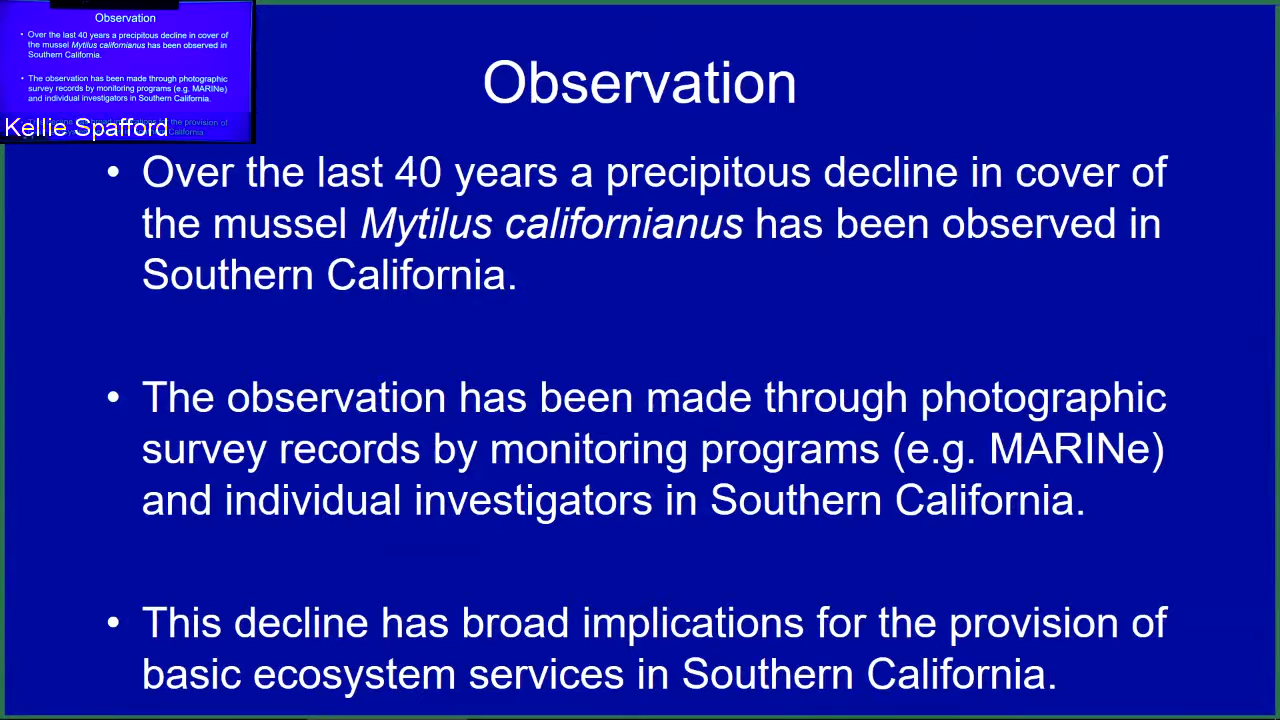 Observation
• Over the last 40 years a precipitous decline in cover of
the mussel Mytilus californianus has been observed in
Southern California.
• The observation has been made through photographic
survey records by monitoring programs (e.g. MARINe)
and individual investigators in Southern California.
the provision of
California.
Kellie Spafford
Observation
• Over the last 40 years a precipitous decline in cover of
the mussel Mytilus californianus has been observed in
Southern California.
• The observation has been made through photographic
survey records by monitoring programs (e.g. MARINe)
and individual investigators in Southern California.
• This decline has broad implications for the provision of
basic ecosystem services in Southern California.